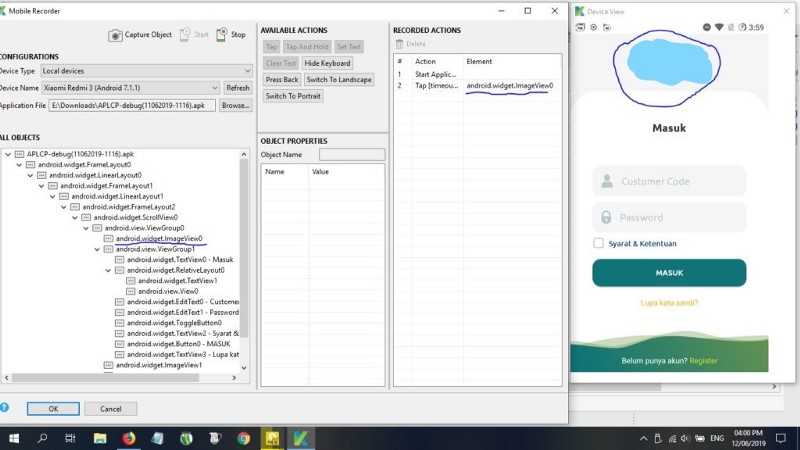 Mobile Recorder
Capture Object
Start
Stop
CONFIGURATIONS
Device Type Local devices
Device Name Xiaomi Redmi 3 (Android 7.1.1) Refresh
Application File E:\Downloads\APLCP-debug(11062019-1116).apk Browse...
ALL OBJECTS
APLCP-debug(11062019-1116).apk
android.widget.FrameLayout0
android.widget.LinearLayout0
android.widget.FrameLayout1
android.widget.LinearLayout1
android.widget.FrameLayout2
android.widget.ScrollView0
android.view.ViewGroup0
android.widget.ImageView0
android.view.ViewGroup1
android.widget.TextView0 - Masuk
android.widget.RelativeLayout0
android.widget.TextView1
android.view.View0
android.widget.EditText0 - Custome
android.widget.EditText1 - Password
android.widget.ToggleButton0
android.widget.TextView2 - Syarat &
android.widget.Button0 - MASUK
android.widget.TextView3 - Lupa kat
android.widget.ImageView1
OK
Cancel
AVAILABLE ACTIONS
Tap
Tap And Hold
Set Text
Clear Text
Hide Keyboard
Press Back
Switch To Landscape
Switch To Portrait
OBJECT PROPERTIES
Object Name
Name Value
RECORDED ACTIONS
Delete
# Action Element
1 Start Applic...
2 Tap [timeou... android.widget.ImageView0
Device View
3:59
Masuk
Customer Code
Password
Syarat & Ketentuan
MASUK
Lupa kata sandi?
Belum punya akun? Register
ENG
04:00 PM
12/06/2019